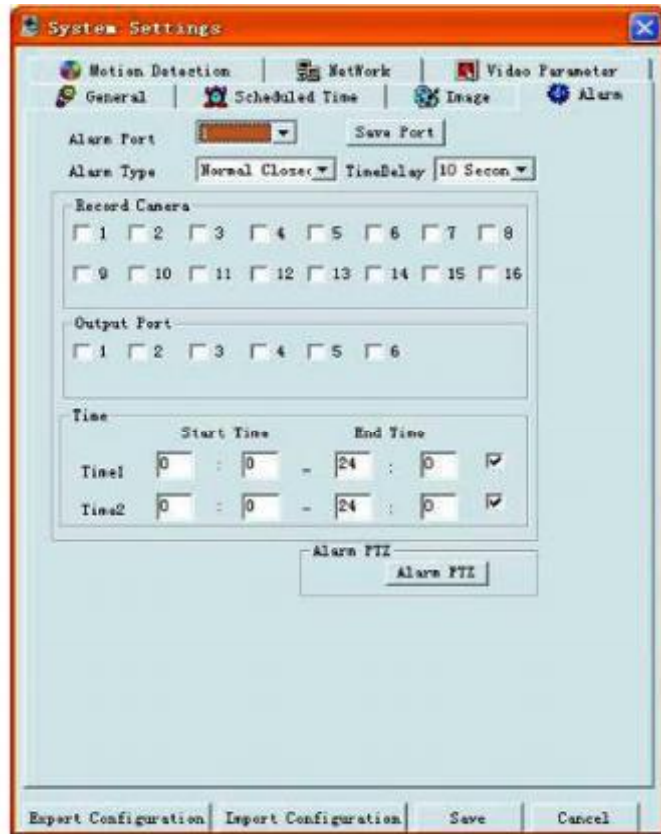 System Settings
Motion Detection NetWork Video Parameter
General Scheduled Time Image Alarm
Alarm Port 1 Save Port
Alarm Type Normal Closed TimeDelay 10 Secon
Record Camera
1 2 3 4 5 6 7 8
9 10 11 12 13 14 15 16
Output Port
1 2 3 4 5 6
Time
Start Time End Time
Time1 0 : 0 - 24 : 0
Time2 0 : 0 - 24 : 0
Alarm PTZ
Alarm PTZ
Export Configuration Import Configuration Save Cancel